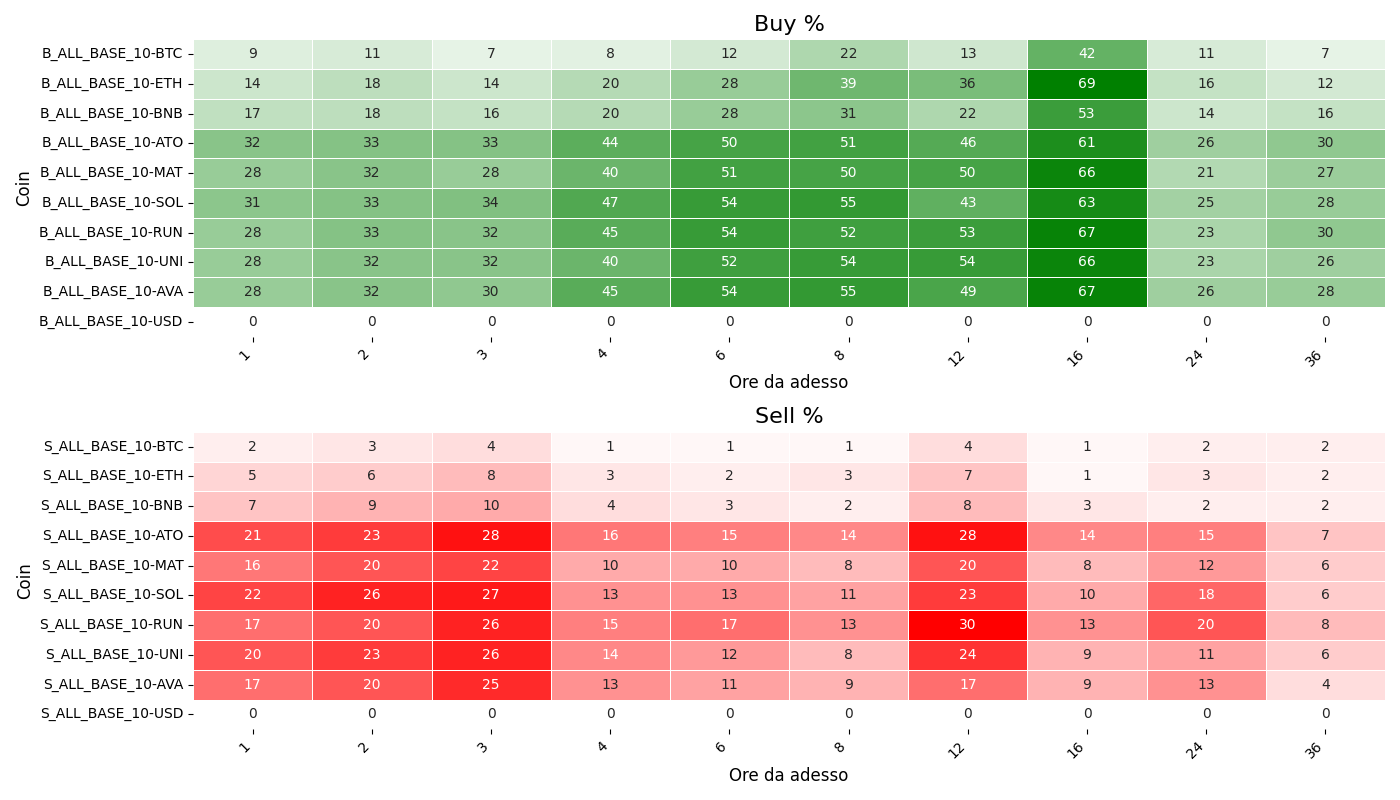 Buy %
Coin
B_ALL_BASE_10-BTC 9 11 7 8 12 22 13 42 11 7
B_ALL_BASE_10-ETH 14 18 14 20 28 39 36 69 16 12
B_ALL_BASE_10-BNB 17 18 16 20 28 31 22 53 14 16
B_ALL_BASE_10-ATO 32 33 33 44 50 51 46 61 26 30
B_ALL_BASE_10-MAT 28 32 28 40 51 50 50 66 21 27
B_ALL_BASE_10-SOL 31 33 34 47 54 55 43 63 25 28
B_ALL_BASE_10-RUN 28 33 32 45 54 52 53 67 23 30
B_ALL_BASE_10-UNI 28 32 32 40 52 54 54 66 23 26
B_ALL_BASE_10-AVA 28 32 30 45 54 55 49 67 26 28
B_ALL_BASE_10-USD 0 0 0 0 0 0 0 0 0 0
1 2 3 4 6 8 12 16 24 36
Ore da adesso
Sell %
Coin
S_ALL_BASE_10-BTC 2 3 4 1 1 1 4 1 2 2
S_ALL_BASE_10-ETH 5 6 8 3 2 3 7 1 3 2
S_ALL_BASE_10-BNB 7 9 10 4 3 2 8 3 2 2
S_ALL_BASE_10-ATO 21 23 28 16 15 14 28 14 15 7
S_ALL_BASE_10-MAT 16 20 22 10 10 8 20 8 12 6
S_ALL_BASE_10-SOL 22 26 27 13 13 11 23 10 18 6
S_ALL_BASE_10-RUN 17 20 26 15 17 13 30 13 20 8
S_ALL_BASE_10-UNI 20 23 26 14 12 8 24 9 11 6
S_ALL_BASE_10-AVA 17 20 25 13 11 9 17 9 13 4
S_ALL_BASE_10-USD 0 0 0 0 0 0 0 0 0 0
1 2 3 4 6 8 12 16 24 36
Ore da adesso